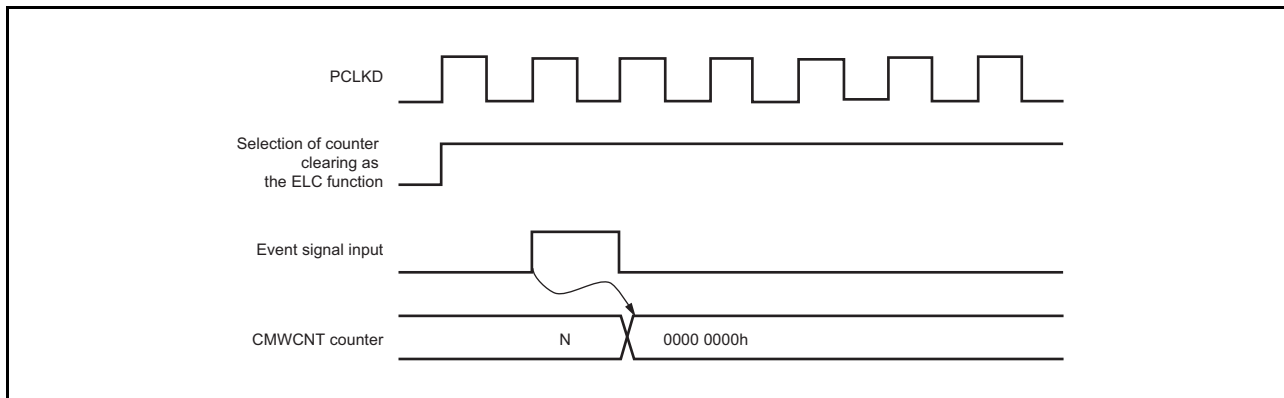 PCLKD
Selection of counter
clearing as
the ELC function
Event signal input
CMWCNT counter
N
0000 0000h